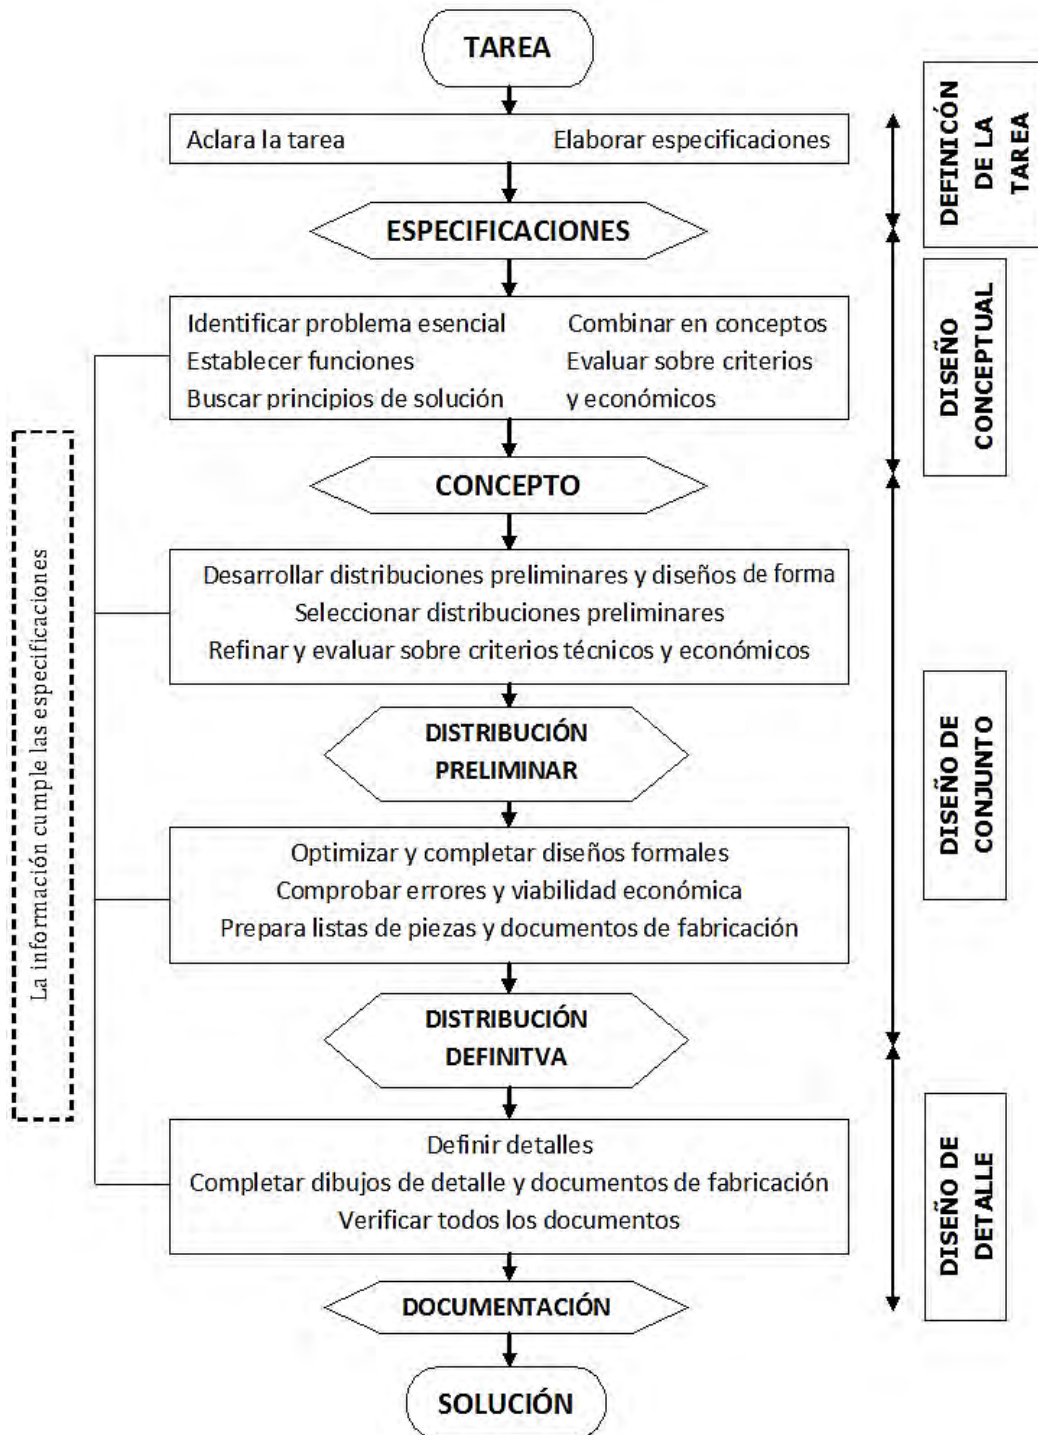 TAREA
Aclara la tarea
Elaborar especificaciones
ESPECIFICACIONES
Identificar problema esencial
Establecer funciones
Buscar principios de solución
Combinar en conceptos
Evaluar sobre criterios
y económicos
CONCEPTO
Desarrollar distribuciones preliminares y diseños de forma
Seleccionar distribuciones preliminares
Refinar y evaluar sobre criterios técnicos y económicos
DISTRIBUCIÓN
PRELIMINAR
Optimizar y completar diseños formales
Comprobar errores y viabilidad económica
Prepara listas de piezas y documentos de fabricación
DISTRIBUCIÓN
DEFINITVA
Definir detalles
Completar dibujos de detalle y documentos de fabricación
Verificar todos los documentos
DOCUMENTACIÓN
SOLUCIÓN
La información cumple las especificaciones
DEFINICÓN
DE LA
TAREA
DISEÑO
CONCEPTUAL
DISEÑO DE
CONJUNTO
DISEÑO DE
DETALLE